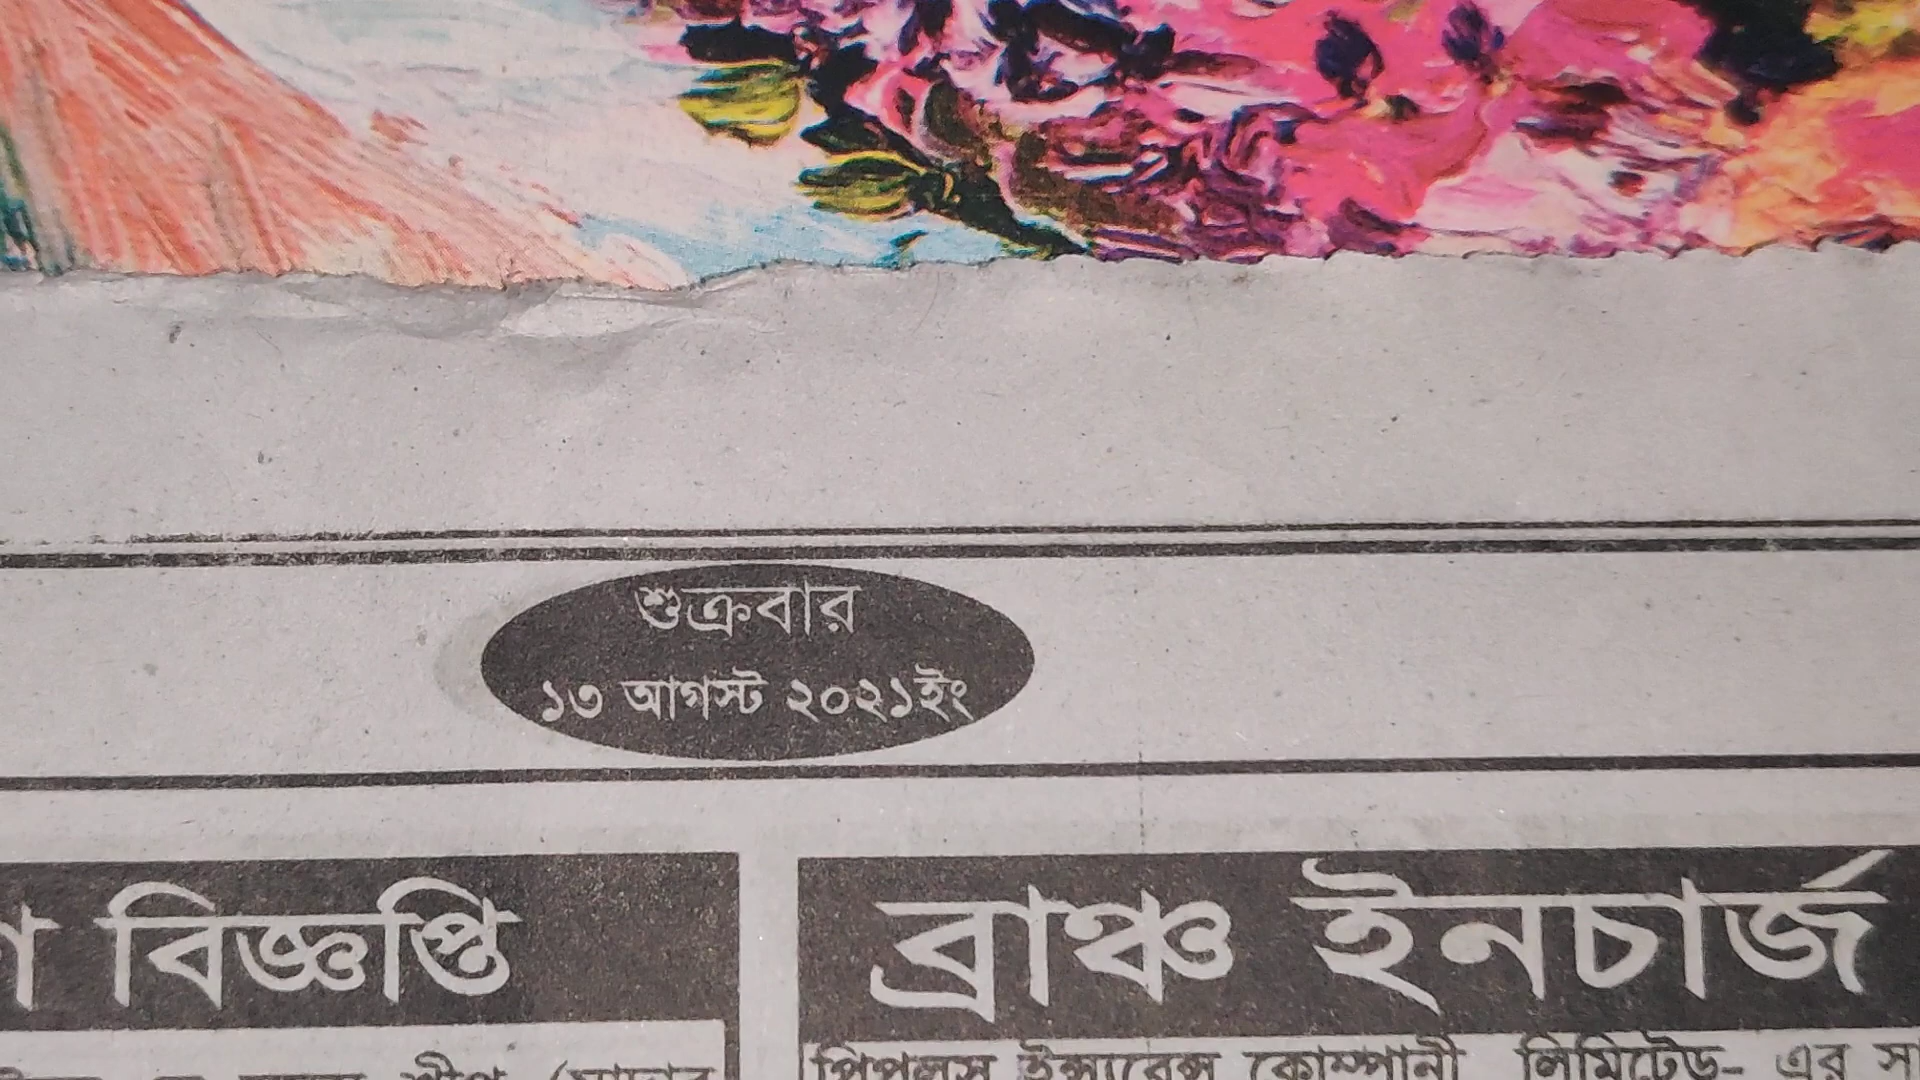 শুক্রবার
১৩ আগস্ট ২০২১ইং
বিজ্ঞপ্তি
ব্রাঞ্চ ইনচার্জ
পিপলস ইন্স্যুরেন্স কোম্পানী লিমিটেড- এর